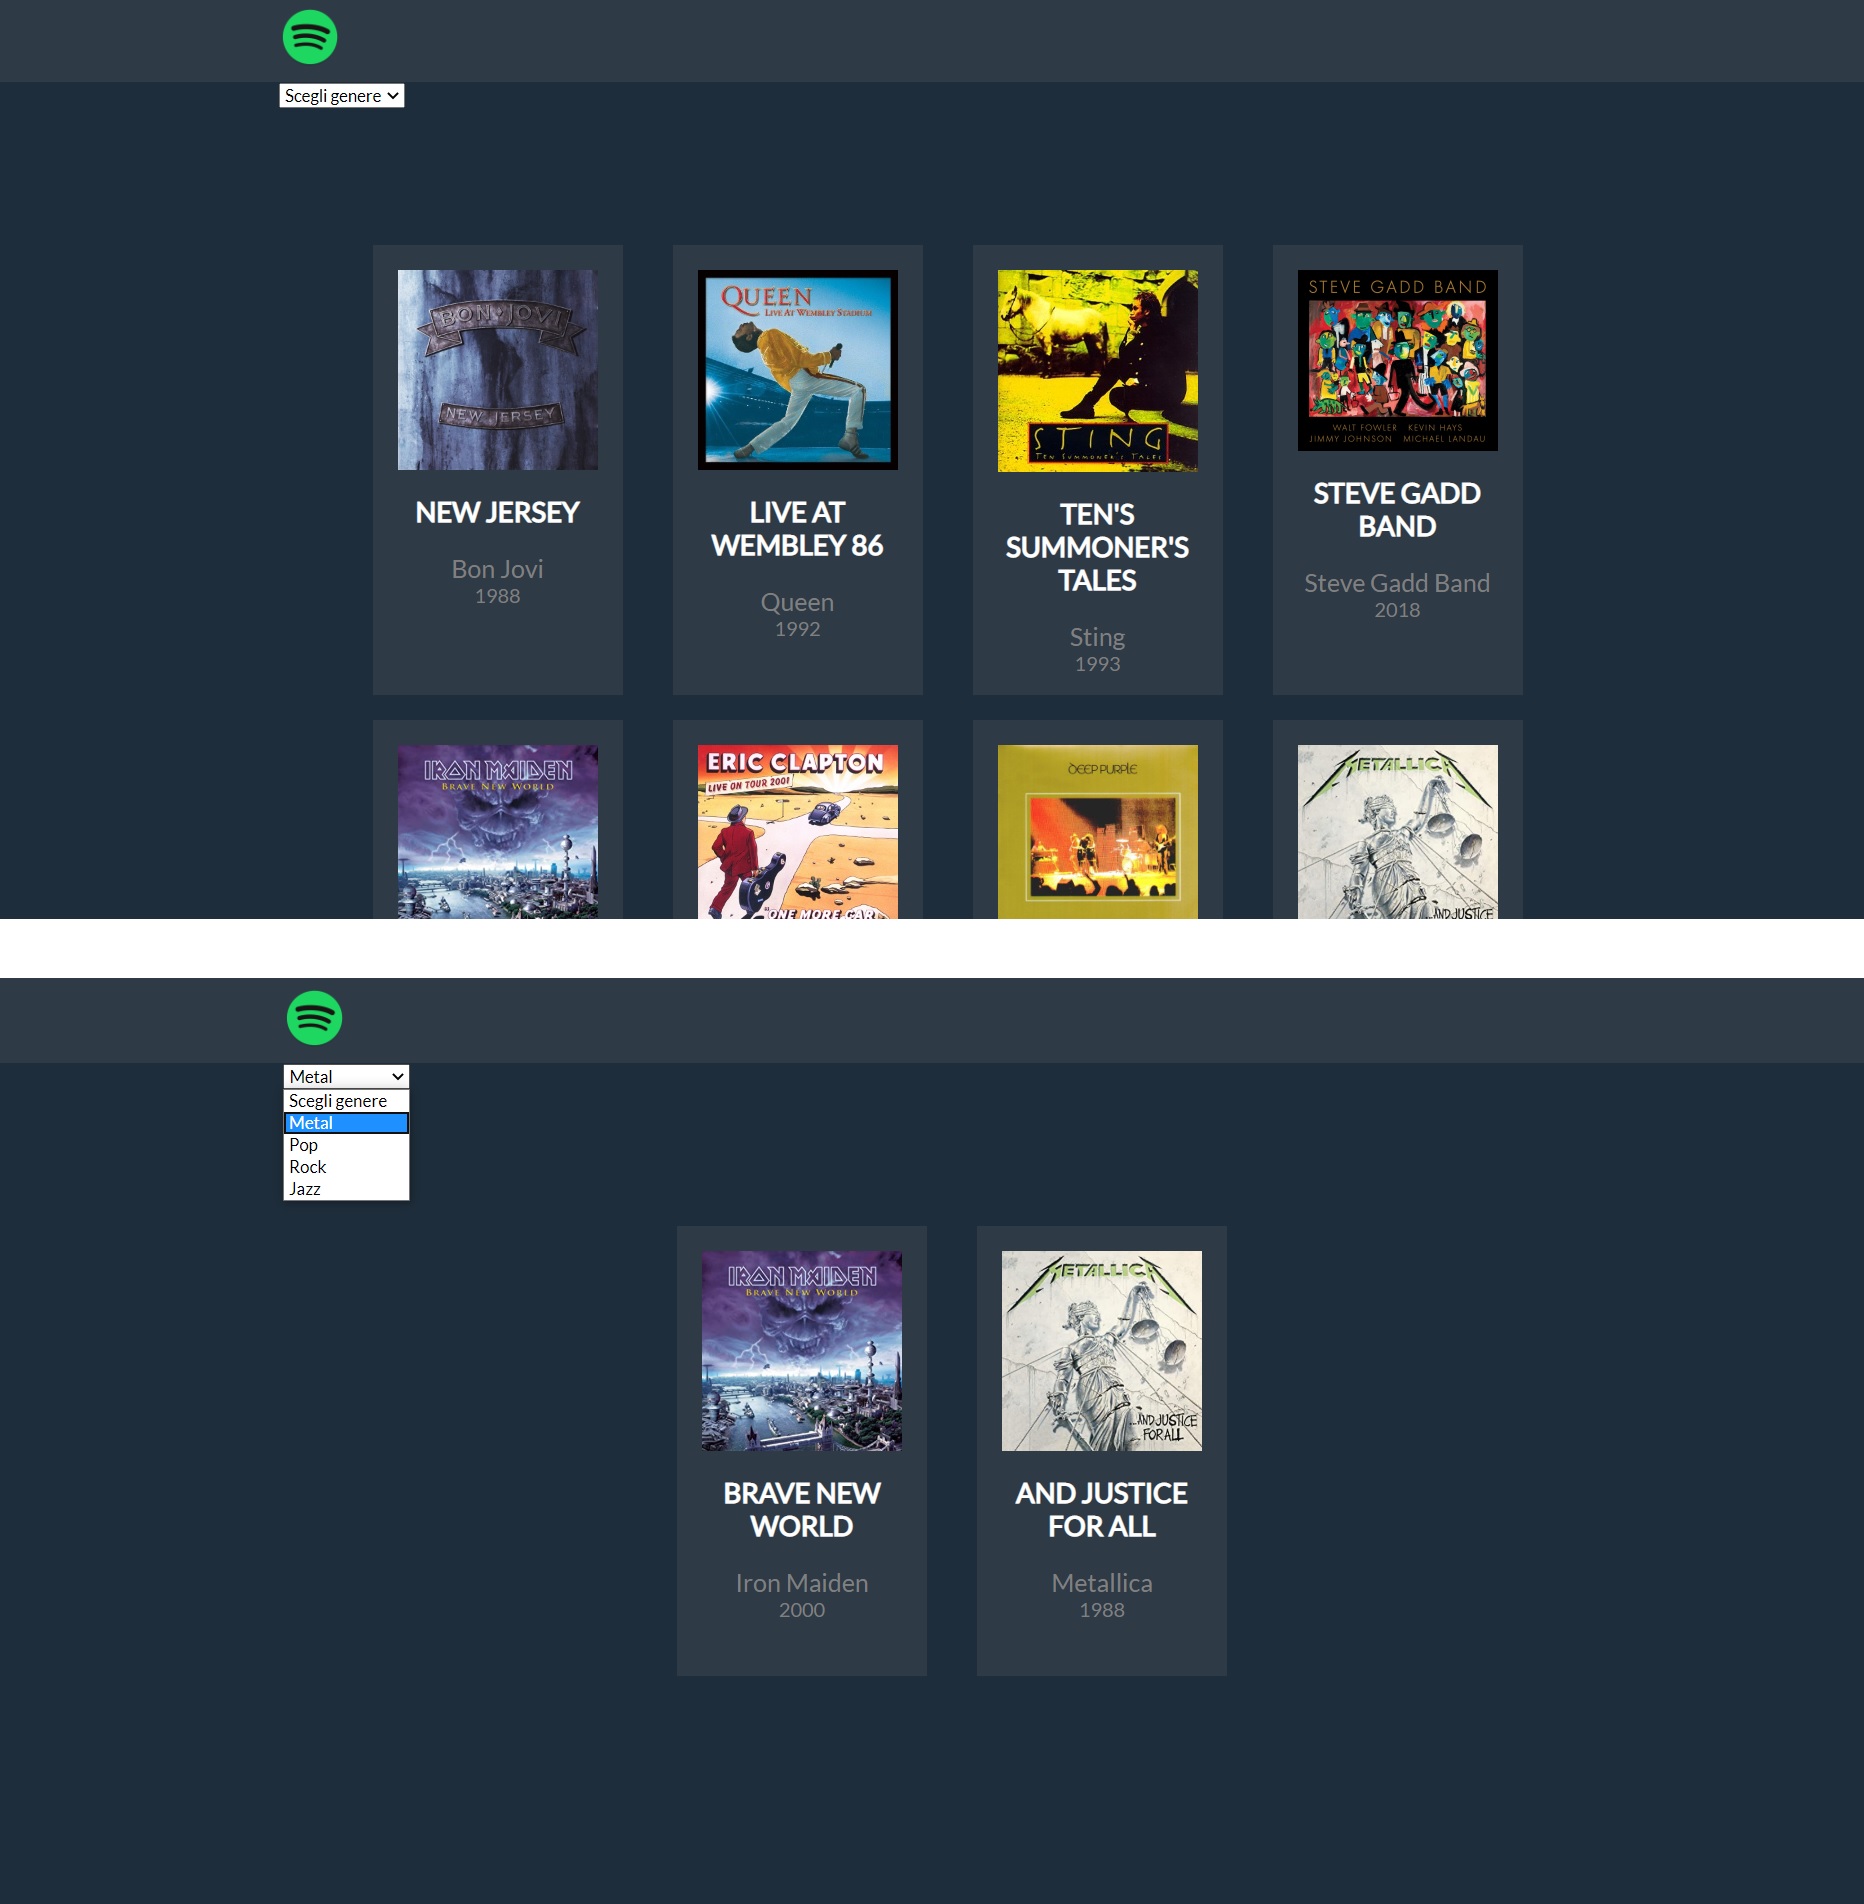 Scegli genere
BON JOVI
NEW JERSEY
QUEEN
LIVE AT WEMBLEY STADIUM
STING
TEN SUMMONER'S TALES
STEVE GADD BAND
WALT FOWLER KEVIN HAYS
JIMMY JOHNSON MICHAEL LANDAU
NEW JERSEY
Bon Jovi
1988
LIVE AT
WEMBLEY 86
Queen
1992
TEN'S
SUMMONER'S
TALES
Sting
1993
STEVE GADD
BAND
Steve Gadd Band
2018
IRON MAIDEN
BRAVE NEW WORLD
ERIC CLAPTON
LIVE ON TOUR 2001
ONE MORE CAR
DEEP PURPLE
METALLICA
...AND JUSTICE
Metal
Scegli genere
Metal
Pop
Rock
Jazz
IRON MAIDEN
BRAVE NEW WORLD
METALLICA
...AND JUSTICE
FOR ALL
BRAVE NEW
WORLD
Iron Maiden
2000
AND JUSTICE
FOR ALL
Metallica
1988